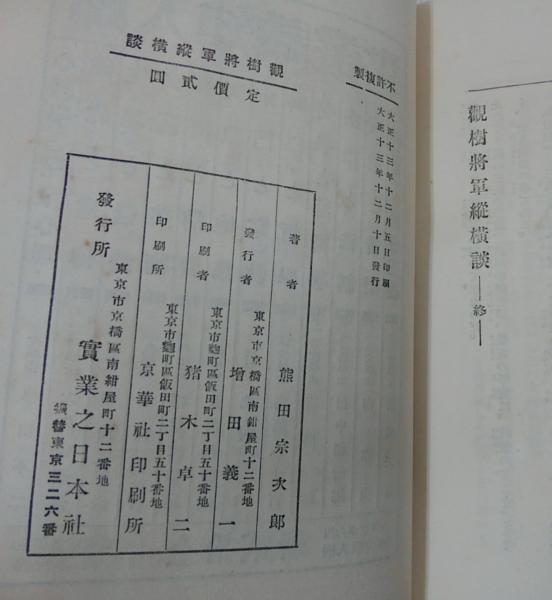 觀樹將軍縱橫談──終──
不許複製
大正十三年十二月五日印刷
大正十三年十二月十日發行
觀樹將軍縱橫談
定價貳圓
著者
熊田宗次郎
東京市京橋區南紺屋町十二番地
發行者
增田義一
東京市麴町區飯田町二丁目五十番地
印刷者
猪木卓二
東京市麴町區飯田町二丁目五十番地
印刷所
京華社印刷所
東京市京橋區南紺屋町十二番地
發行所
實業之日本社
振替東京三二六番